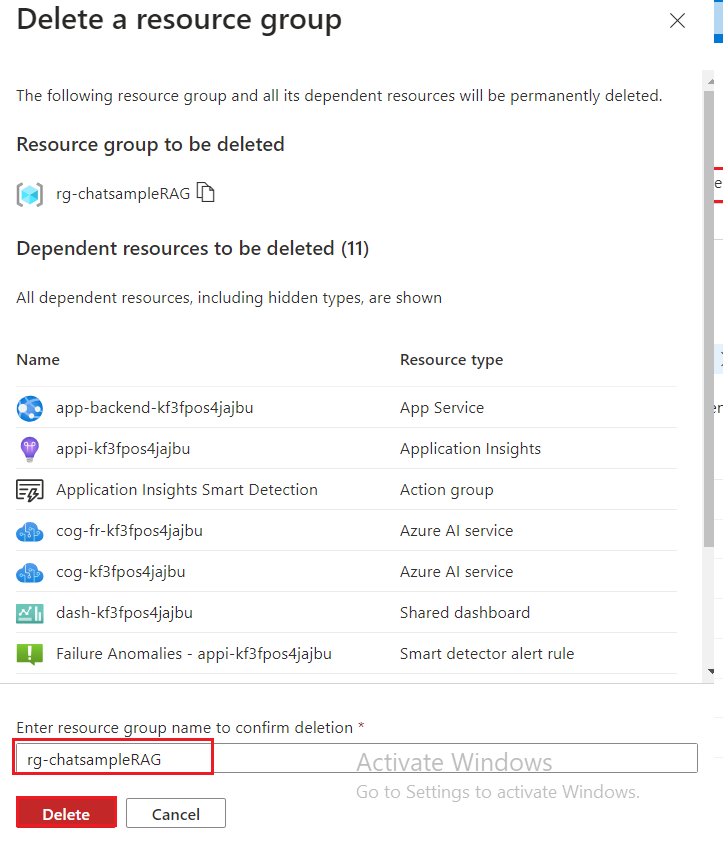 Delete a resource group
The following resource group and all its dependent resources will be permanently deleted.
Resource group to be deleted
rg-chatsampleRAG
Dependent resources to be deleted (11)
All dependent resources, including hidden types, are shown
Name Resource type
app-backend-kf3fpos4jajbu App Service
appi-kf3fpos4jajbu Application Insights
Application Insights Smart Detection Action group
cog-fr-kf3fpos4jajbu Azure AI service
cog-kf3fpos4jajbu Azure AI service
dash-kf3fpos4jajbu Shared dashboard
Failure Anomalies - appi-kf3fpos4jajbu Smart detector alert rule
Enter resource group name to confirm deletion *
rg-chatsampleRAG
Activate Windows
Go to Settings to activate Windows.
Delete Cancel